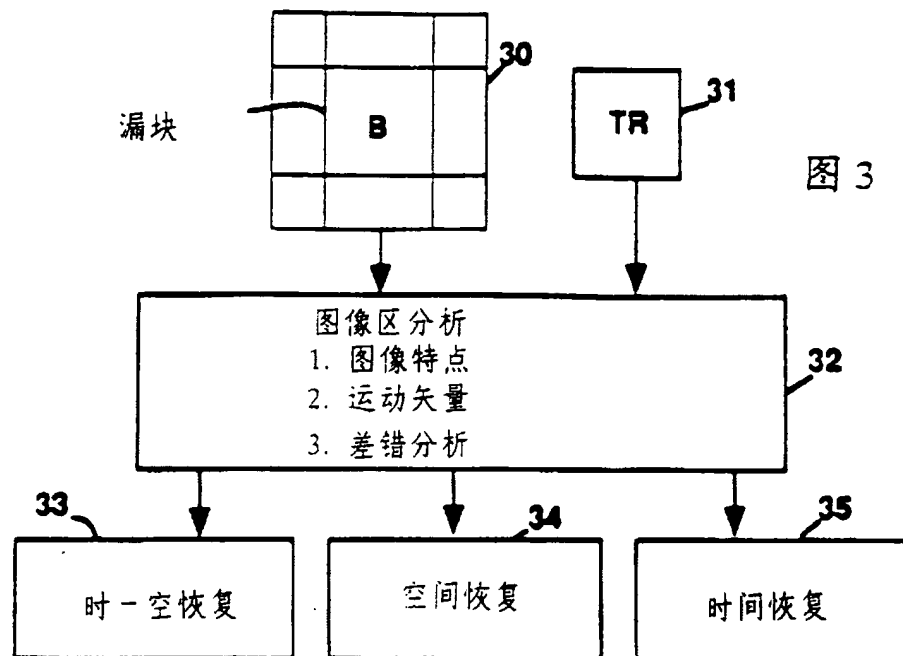 30
31
漏块
B
TR
图 3
图像区分析
1. 图像特点
2. 运动矢量
3. 差错分析
32
33
34
35
时－空恢复
空间恢复
时间恢复